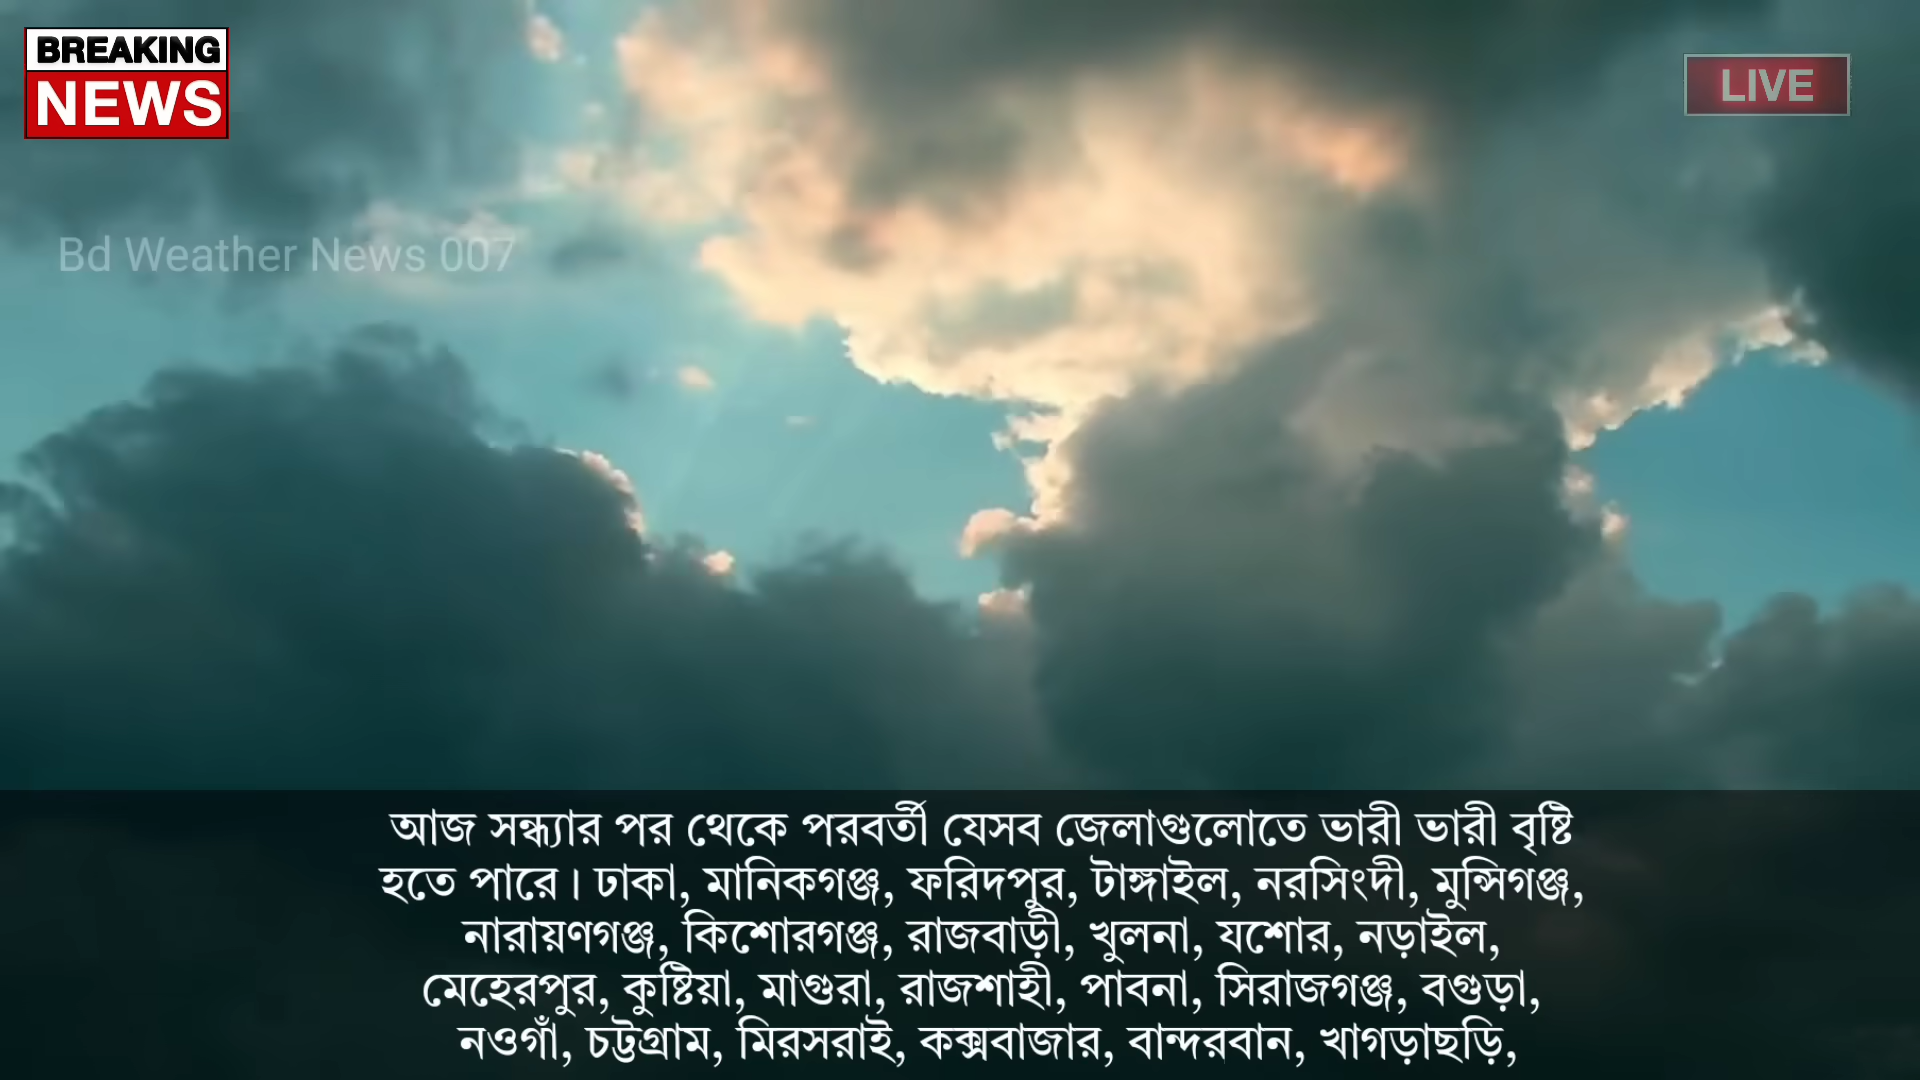 BREAKING
NEWS
LIVE
Bd Weather News 007
আজ সন্ধ্যার পর থেকে পরবর্তী যেসব জেলাগুলোতে ভারী ভারী বৃষ্টি
হতে পারে। ঢাকা, মানিকগঞ্জ, ফরিদপুর, টাঙ্গাইল, নরসিংদী, মুন্সিগঞ্জ,
নারায়ণগঞ্জ, কিশোরগঞ্জ, রাজবাড়ী, খুলনা, যশোর, নড়াইল,
মেহেরপুর, কুষ্টিয়া, মাগুরা, রাজশাহী, পাবনা, সিরাজগঞ্জ, বগুড়া,
নওগাঁ, চট্টগ্রাম, মিরসরাই, কক্সবাজার, বান্দরবান, খাগড়াছড়ি,